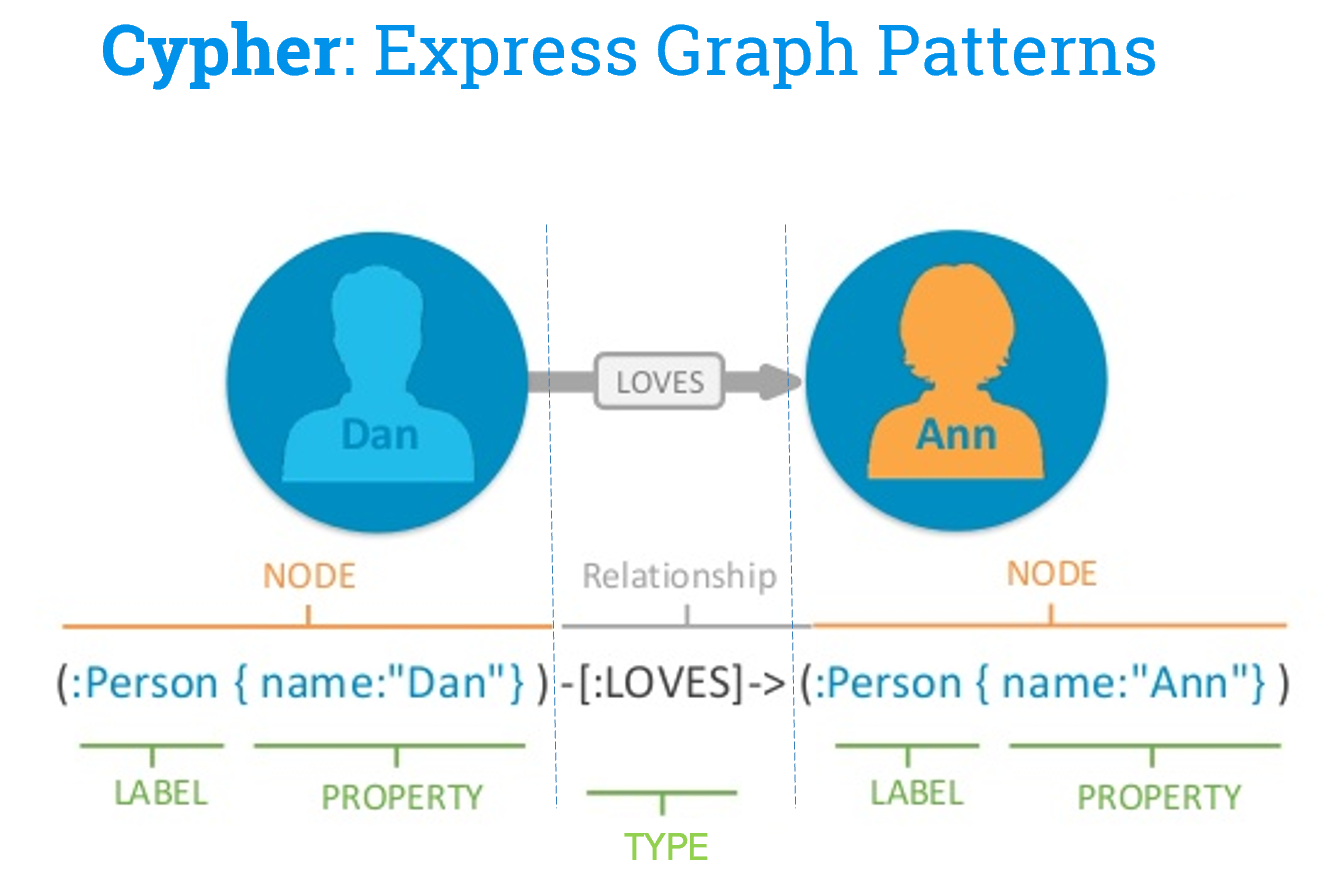 Cypher: Express Graph Patterns
LOVES
Dan
Ann
NODE
Relationship
NODE
(:Person { name:"Dan"} ) -[:LOVES]-> (:Person { name:"Ann"} )
LABEL
PROPERTY
LABEL
PROPERTY
TYPE